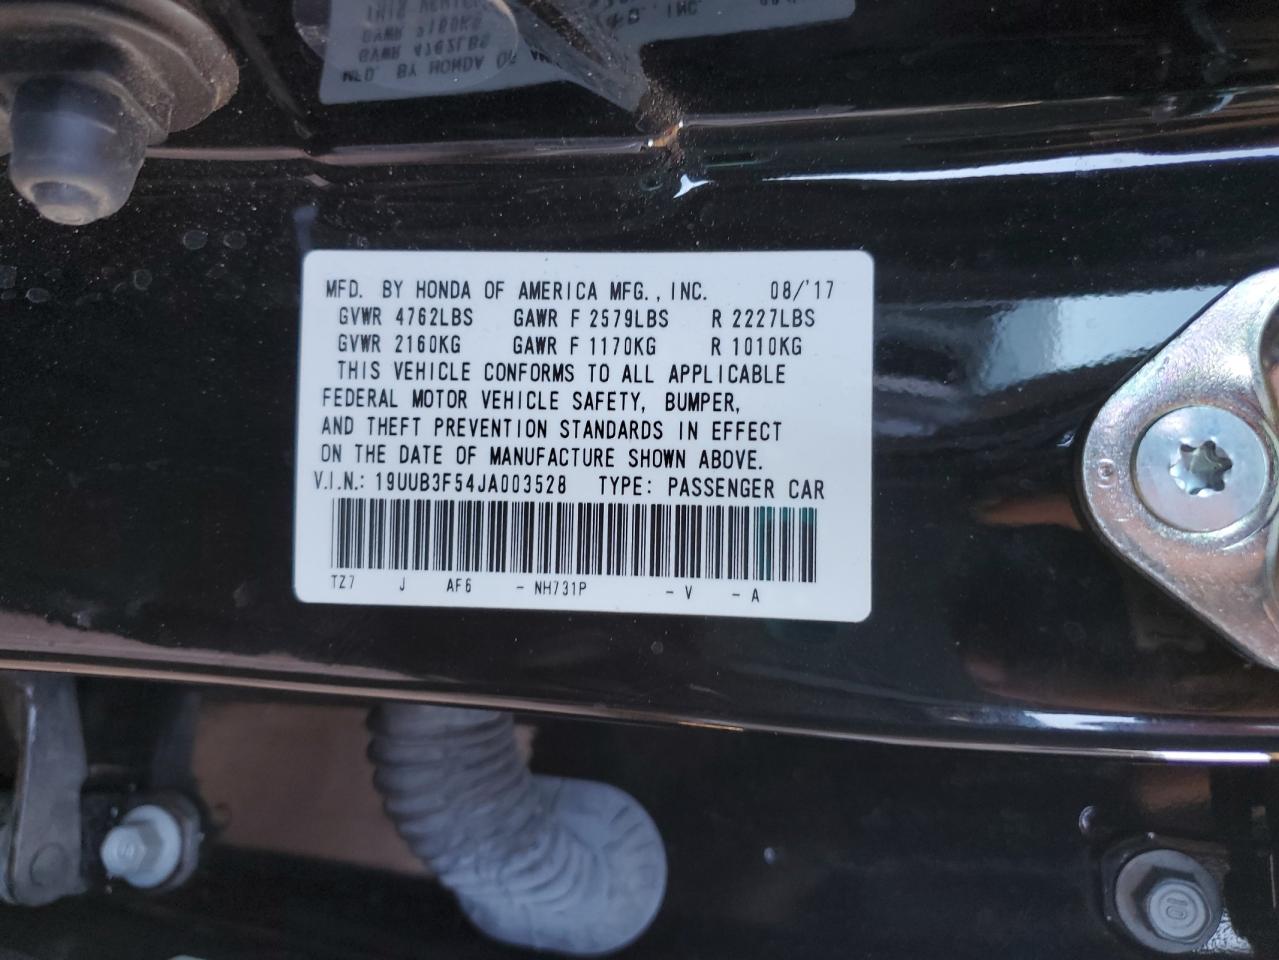 MFD. BY HONDA OF AMERICA MFG., INC. 08/'17
GVWR 4762LBS GAWR F 2579LBS R 2227LBS
GVWR 2160KG GAWR F 1170KG R 1010KG
THIS VEHICLE CONFORMS TO ALL APPLICABLE
FEDERAL MOTOR VEHICLE SAFETY, BUMPER,
AND THEFT PREVENTION STANDARDS IN EFFECT
ON THE DATE OF MANUFACTURE SHOWN ABOVE.
V.I.N.: 19UUB3F54JA003528 TYPE: PASSENGER CAR
TZ7 J AF6 - NH731P - V - A